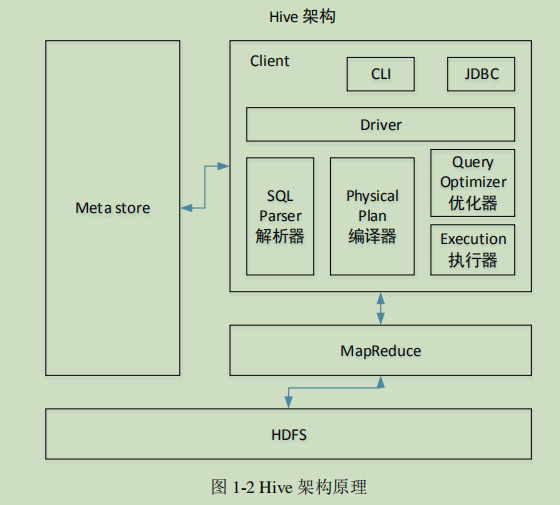 Hive 架构
Client
CLI
JDBC
Driver
Meta store
SQL
Parser
解析器
Physical
Plan
编译器
Query
Optimizer
优化器
Execution
执行器
MapReduce
HDFS
图 1-2 Hive 架构原理